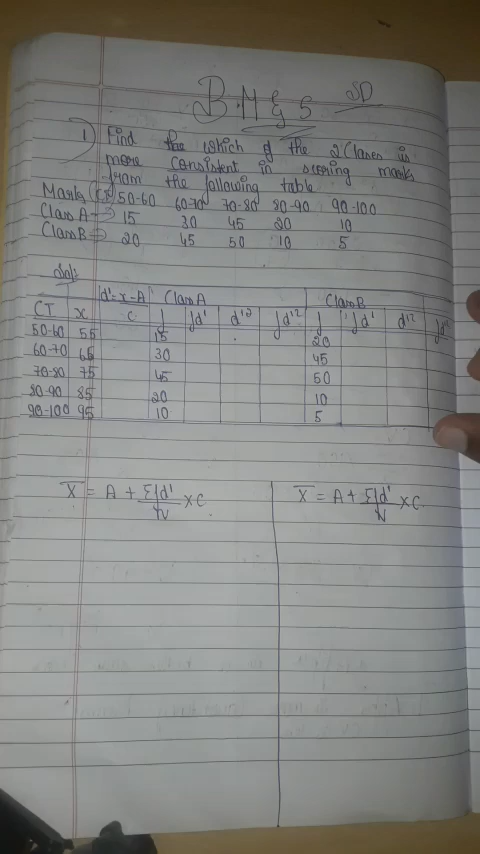 B.M & S SD
1) Find the which of the 2 Classes is
more consistent in scoring marks
from the following table
Marks (CI) 50-60 60-70 70-80 80-90 90-100
Class A → 15 30 45 20 10
Class B → 20 45 50 10 5
Sol:
d'= x-A Class A Class B
CI x c f fd' d'² fd'² f fd' d'² fd'²
50-60 55 15 20
60-70 65 30 45
70-80 75 45 50
80-90 85 20 10
90-100 95 10 5
X̄ = A + Σfd'/N × C X̄ = A + Σfd'/N × C